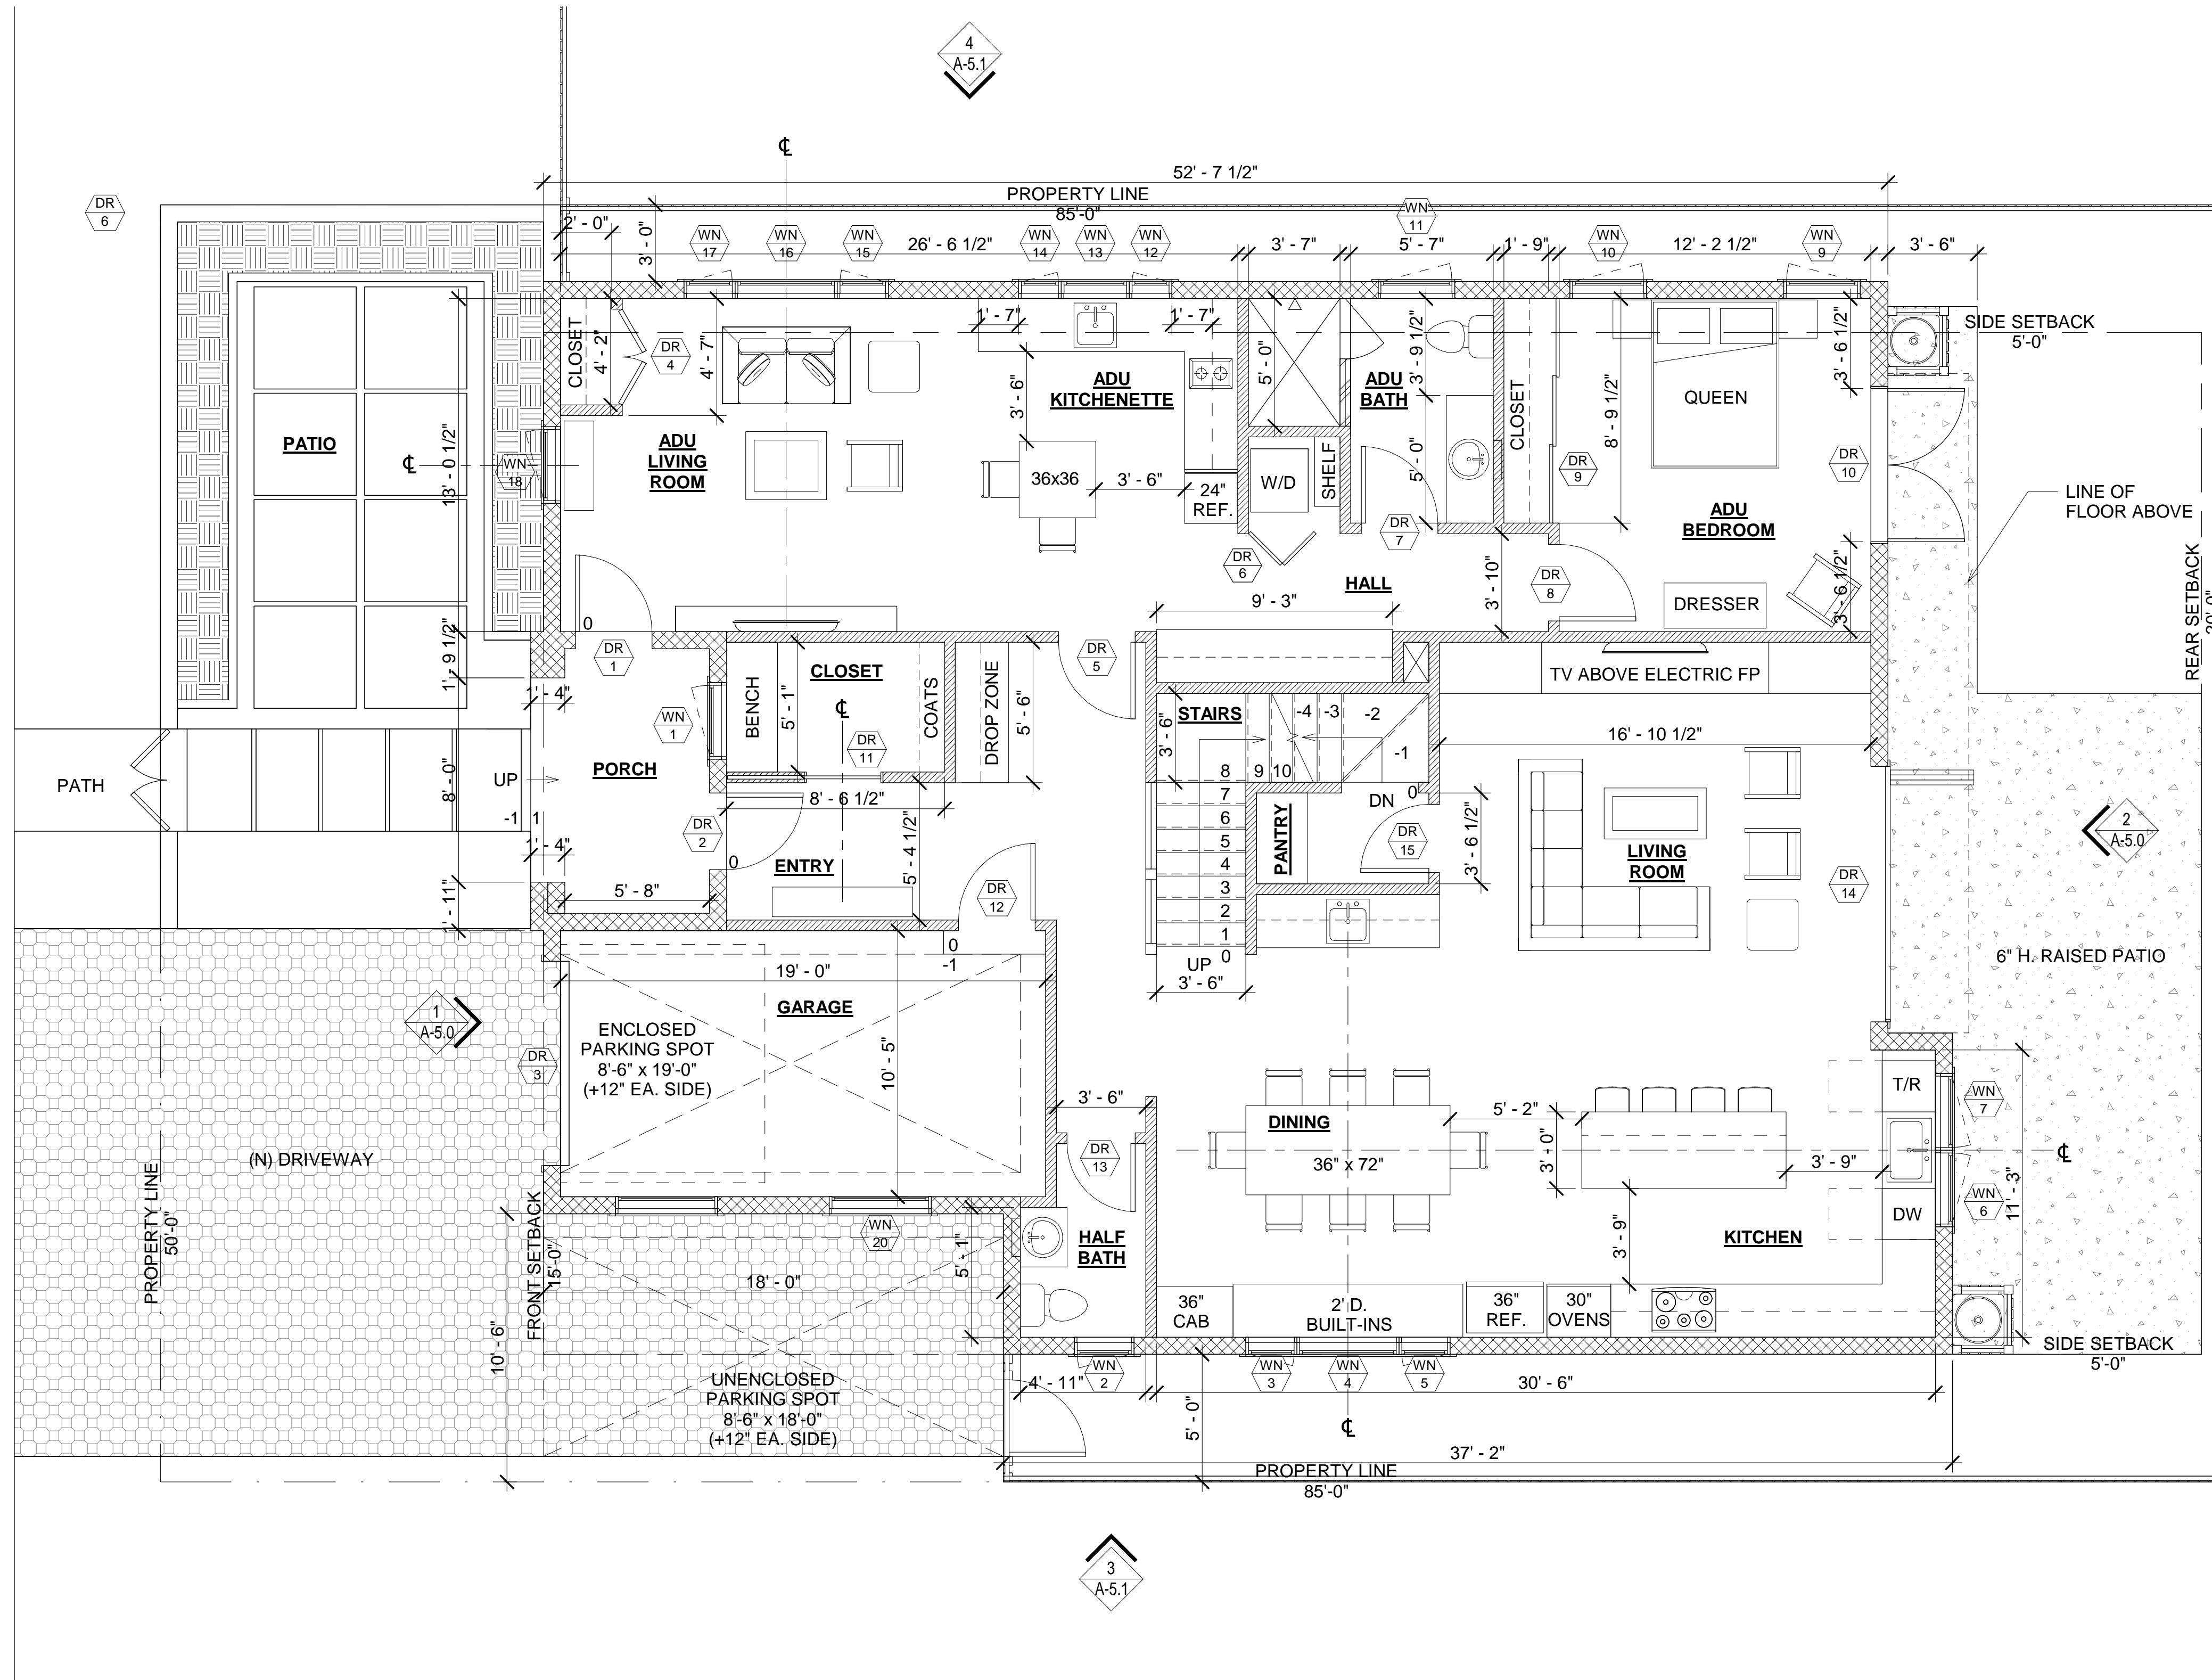 4
A-5.1
℄
52' - 7 1/2"
PROPERTY LINE
85'-0"
DR
6
2' - 0"
3' - 0"
WN
17
WN
16
WN
15
26' - 6 1/2"
WN
14
WN
13
WN
12
3' - 7"
WN
11
5' - 7"
1' - 9"
WN
10
12' - 2 1/2"
WN
9
3' - 6"
CLOSET
4' - 2"
DR
4
4' - 7"
1' - 7"
1' - 7"
3' - 6"
ADU
KITCHENETTE
5' - 0"
ADU
BATH
3' - 9 1/2"
5' - 0"
CLOSET
8' - 9 1/2"
QUEEN
3' - 6 1/2"
SIDE SETBACK
5'-0"
PATIO
℄
13' - 0 1/2"
WN
18
ADU
LIVING
ROOM
36x36
3' - 6"
24"
REF.
W/D
SHELF
DR
9
DR
10
LINE OF
FLOOR ABOVE
ADU
BEDROOM
DR
7
DR
6
HALL
3' - 10"
DR
8
DRESSER
3' - 6 1/2"
REAR SETBACK
20'-0"
9' - 3"
0
1' - 9 1/2"
DR
1
1' - 4"
WN
1
BENCH
5' - 1"
CLOSET
℄
COATS
DROP ZONE
5' - 6"
DR
5
DR
11
TV ABOVE ELECTRIC FP
STAIRS
3' - 6"
-4
-3
-2
-1
16' - 10 1/2"
PATH
UP
8' - 0"
-1
1
PORCH
8' - 6 1/2"
DR
2
0
ENTRY
5' - 4 1/2"
8
9
10
7
6
5
4
3
2
1
0
UP
3' - 6"
DN
0
PANTRY
DR
15
3' - 6 1/2"
LIVING
ROOM
DR
14
2
A-5.0
1' - 4"
5' - 8"
1' - 11"
DR
12
0
-1
19' - 0"
GARAGE
10' - 5"
ENCLOSED
PARKING SPOT
8'-6" x 19'-0"
(+12" EA. SIDE)
1
A-5.0
DR
3
6" H. RAISED PATIO
(N) DRIVEWAY
PROPERTY LINE
50'-0"
FRONT SETBACK
15'-0"
3' - 6"
DR
13
DINING
36" x 72"
5' - 2"
3' - 0"
3' - 9"
T/R
WN
7
℄
WN
6
11' - 3"
DW
3' - 9"
KITCHEN
WN
20
5' - 1"
HALF
BATH
18' - 0"
10' - 6"
36"
CAB
2' D.
BUILT-INS
36"
REF.
30"
OVENS
SIDE SETBACK
5'-0"
UNENCLOSED
PARKING SPOT
8'-6" x 18'-0"
(+12" EA. SIDE)
4' - 11"
WN
2
5' - 0"
WN
3
WN
4
WN
5
30' - 6"
℄
37' - 2"
PROPERTY LINE
85'-0"
3
A-5.1